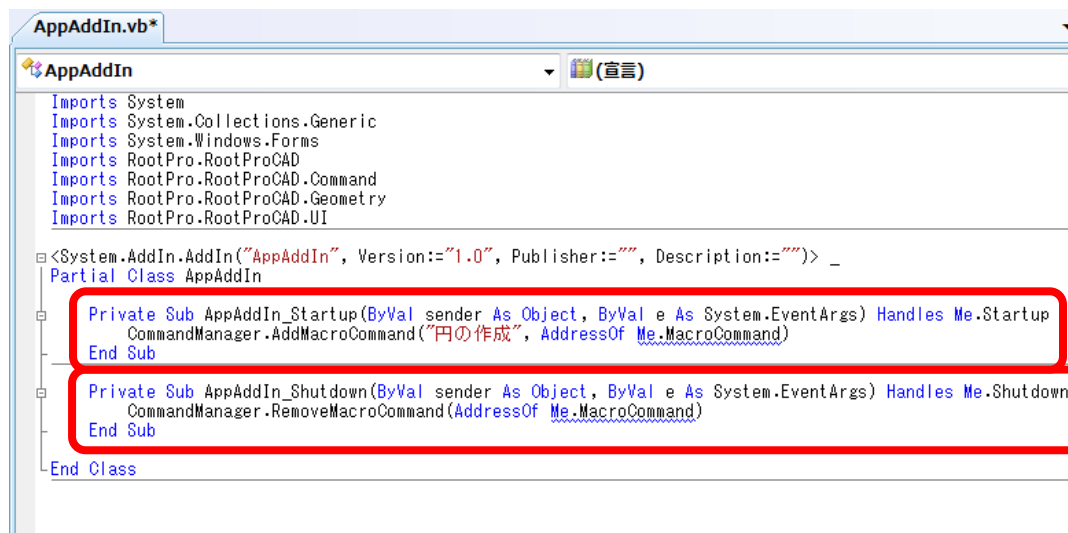 AppAddIn.vb*
AppAddIn
(宣言)
Imports System
Imports System.Collections.Generic
Imports System.Windows.Forms
Imports RootPro.RootProCAD
Imports RootPro.RootProCAD.Command
Imports RootPro.RootProCAD.Geometry
Imports RootPro.RootProCAD.UI
<System.AddIn.AddIn("AppAddIn", Version:="1.0", Publisher:="", Description:="")> _
Partial Class AppAddIn
Private Sub AppAddIn_Startup(ByVal sender As Object, ByVal e As System.EventArgs) Handles Me.Startup
CommandManager.AddMacroCommand("円の作成", AddressOf Me.MacroCommand)
End Sub
Private Sub AppAddIn_Shutdown(ByVal sender As Object, ByVal e As System.EventArgs) Handles Me.Shutdown
CommandManager.RemoveMacroCommand(AddressOf Me.MacroCommand)
End Sub
End Class